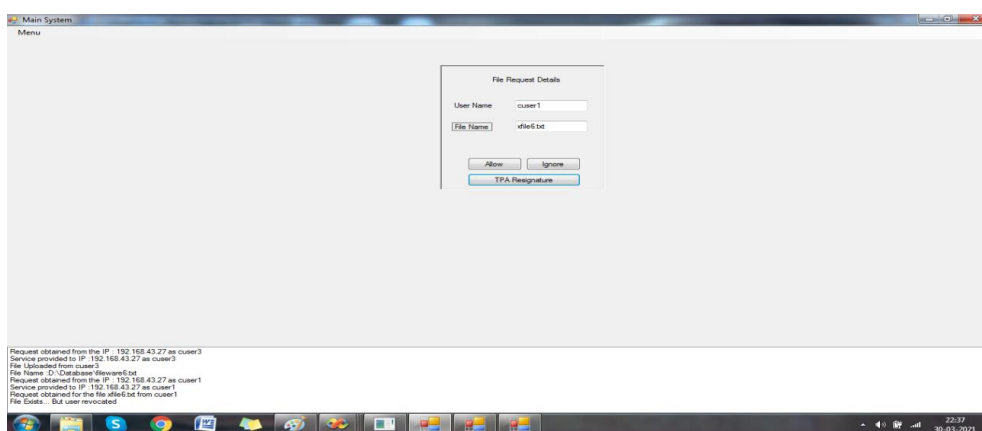 Main System
Menu
File Request Details
User Name cuser1
File Name xfile6.txt
Allow Ignore
TPA Resignature
Request obtained from the IP : 192.168.43.27 as cuser3
Service provided to IP :192.168.43.27 as cuser3
File Uploaded from cuser3
File Name :D:\Database\fileware6.txt
Request obtained from the IP : 192.168.43.27 as cuser1
Service provided to IP :192.168.43.27 as cuser1
Request obtained for the file xfile6.txt from cuser1
File Exists... But user revocated
22:37
30-03-2021